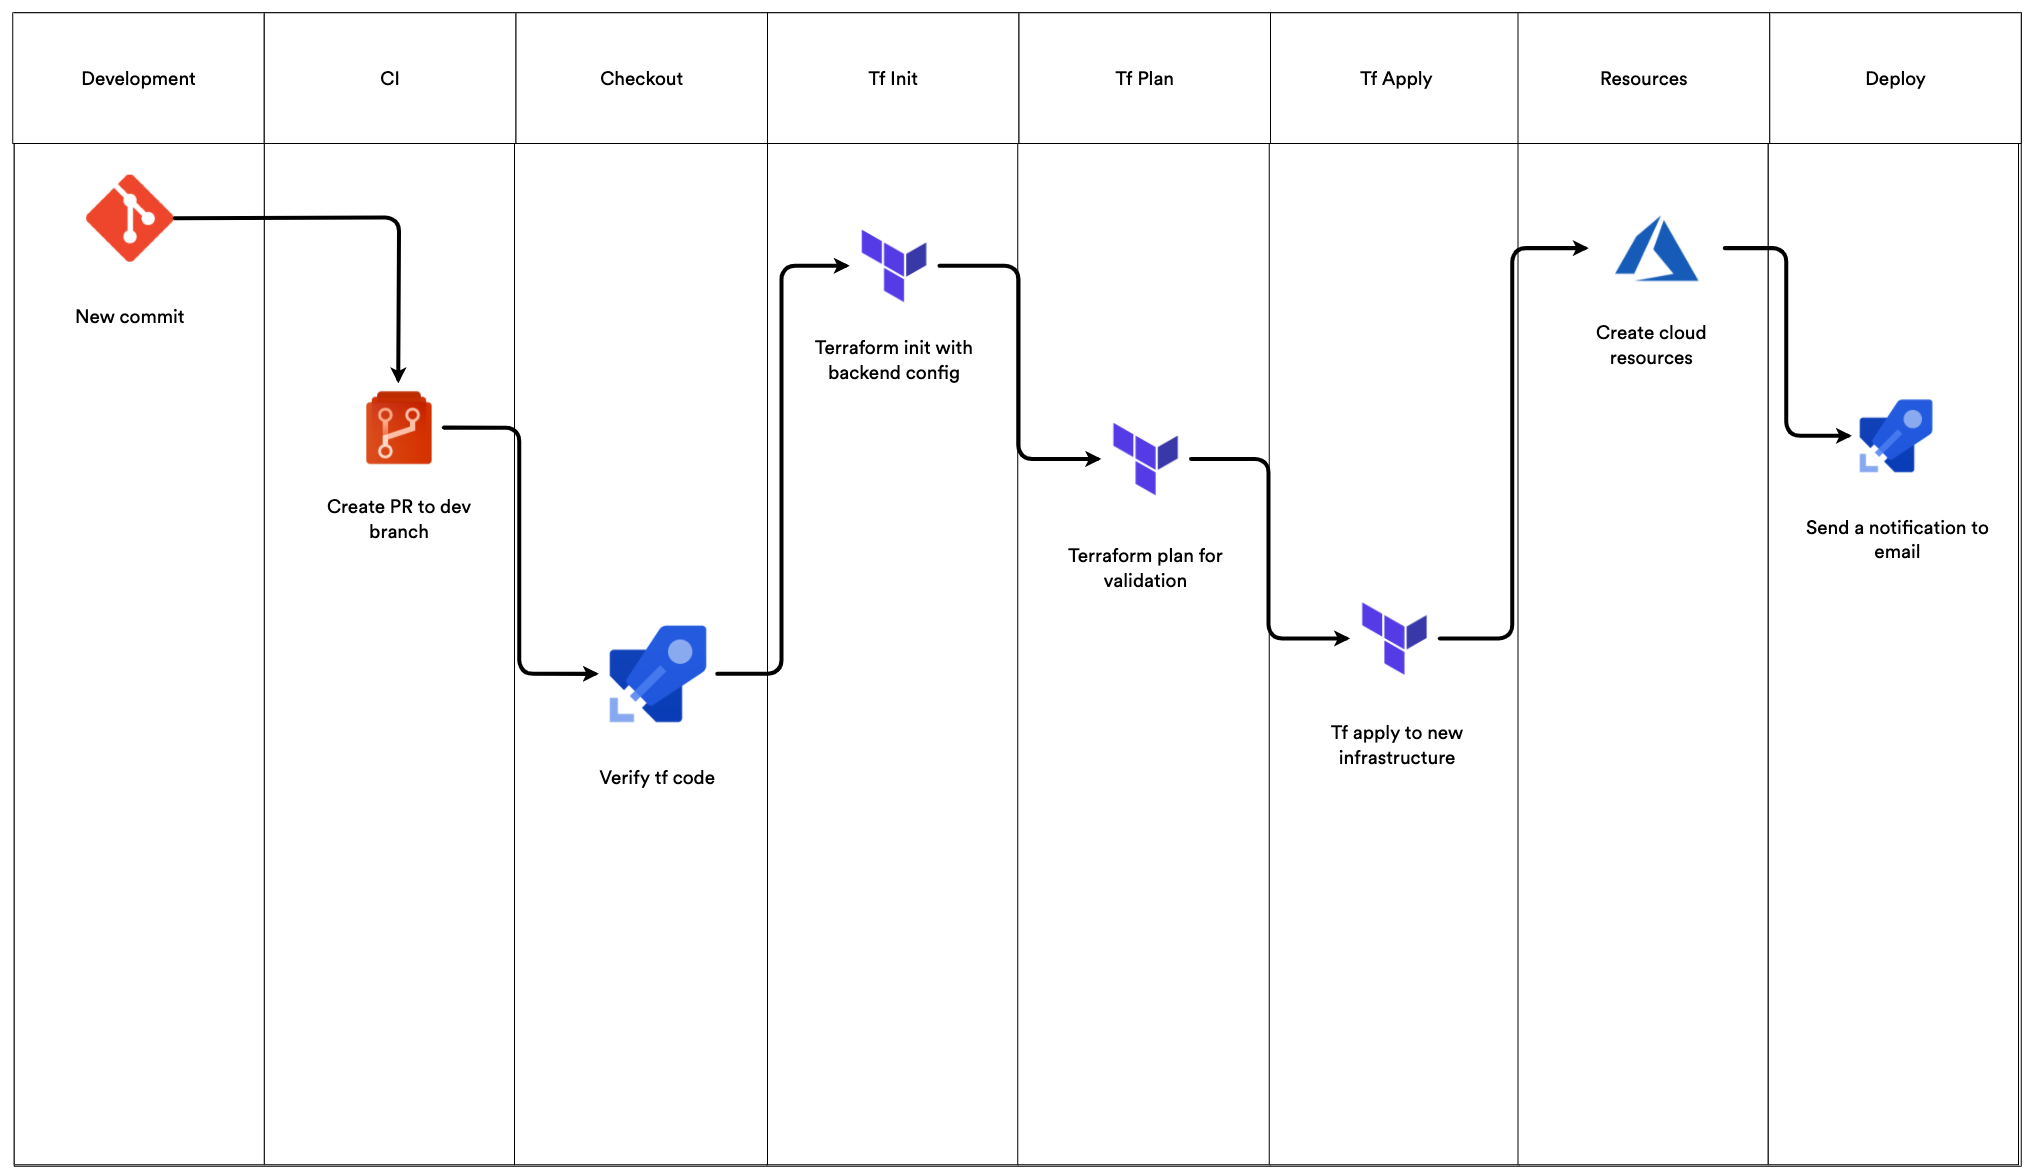 Development
CI
Checkout
Tf Init
Tf Plan
Tf Apply
Resources
Deploy
New commit
Create PR to dev
branch
Verify tf code
Terraform init with
backend config
Terraform plan for
validation
Tf apply to new
infrastructure
Create cloud
resources
Send a notification to
email